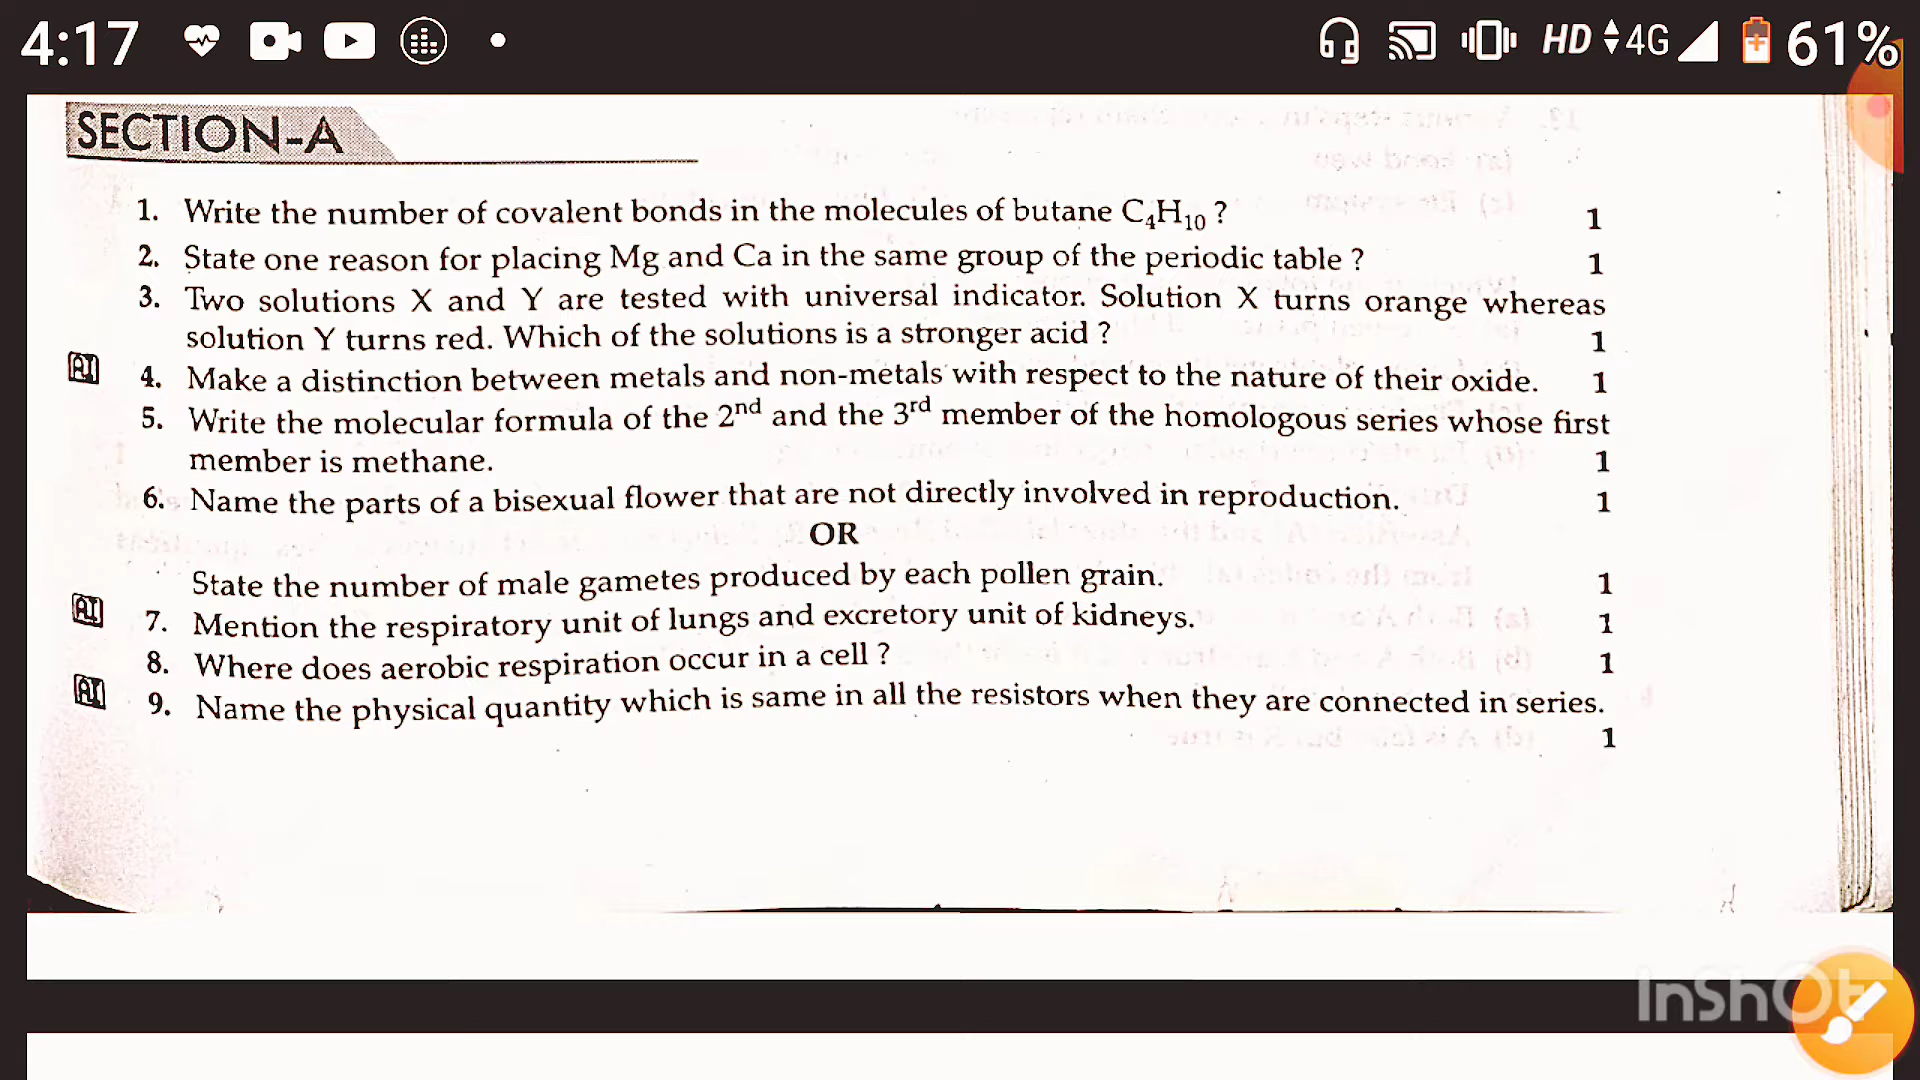 4:17 HD 4G 61%
SECTION-A
1. Write the number of covalent bonds in the molecules of butane C₄H₁₀ ? 1
2. State one reason for placing Mg and Ca in the same group of the periodic table ? 1
3. Two solutions X and Y are tested with universal indicator. Solution X turns orange whereas
solution Y turns red. Which of the solutions is a stronger acid ? 1
AI 4. Make a distinction between metals and non-metals with respect to the nature of their oxide. 1
5. Write the molecular formula of the 2nd and the 3rd member of the homologous series whose first
member is methane. 1
6. Name the parts of a bisexual flower that are not directly involved in reproduction. 1
OR
State the number of male gametes produced by each pollen grain. 1
AI 7. Mention the respiratory unit of lungs and excretory unit of kidneys. 1
8. Where does aerobic respiration occur in a cell ? 1
AI 9. Name the physical quantity which is same in all the resistors when they are connected in series.
1
InShOt